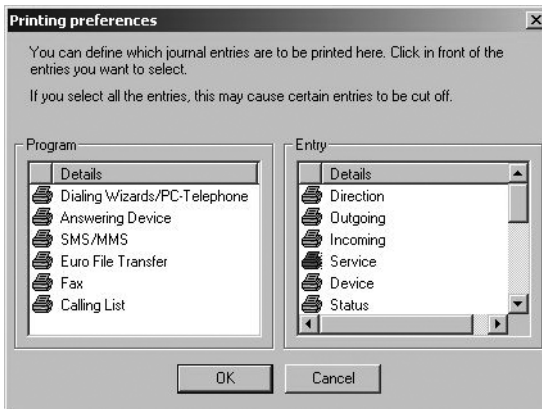 Printing preferences
You can define which journal entries are to be printed here. Click in front of the
entries you want to select.
If you select all the entries, this may cause certain entries to be cut off.
Program
Details
Dialing Wizards/PC-Telephone
Answering Device
SMS/MMS
Euro File Transfer
Fax
Calling List
Entry
Details
Direction
Outgoing
Incoming
Service
Device
Status
OK
Cancel